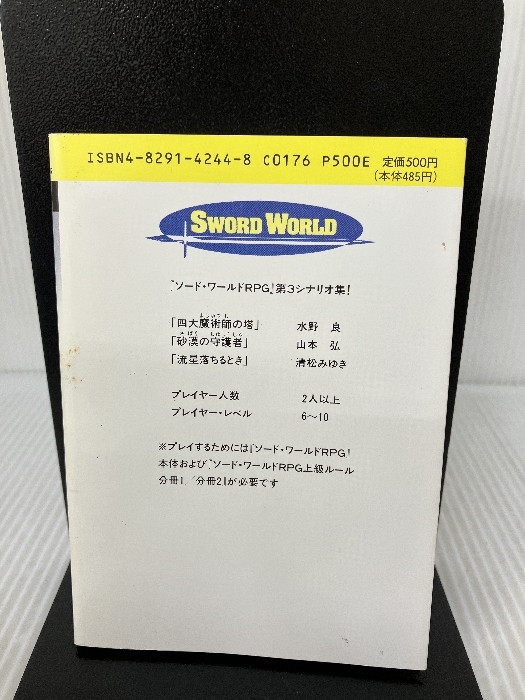 ISBN4-8291-4244-8 C0176 P500E 定価500円
(本体485円)
SWORD WORLD
『ソード・ワールドRPG』第3シナリオ集!
「四大魔術師の塔」 水野 良
「砂漠の守護者」 山本 弘
「流星落ちるとき」 清松みゆき
プレイヤー人数 2人以上
プレイヤー・レベル 6〜10
※プレイするためには『ソード・ワールドRPG』
本体および『ソード・ワールドRPG上級ルール
分冊1』『分冊2』が必要です